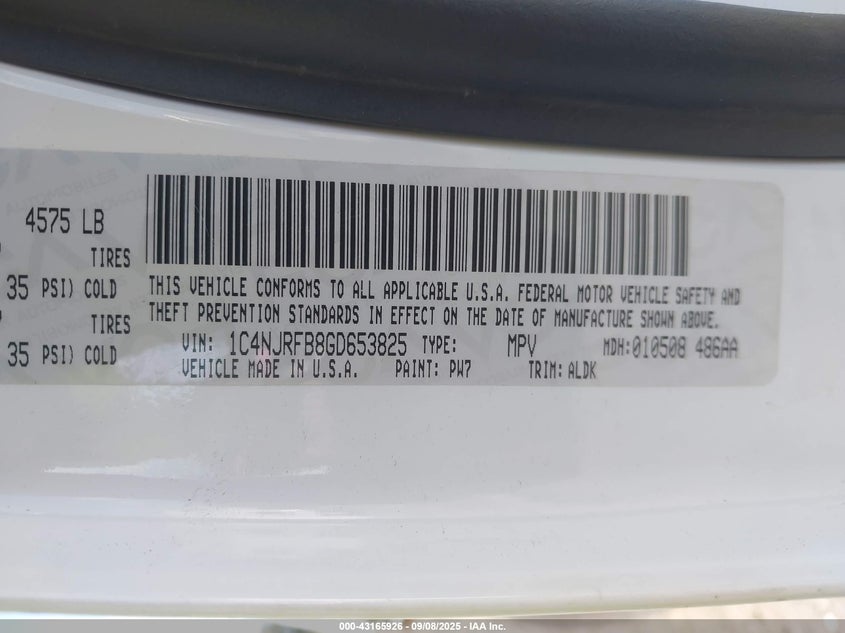 4575 LB
TIRES
35 PSI) COLD
TIRES
35 PSI) COLD
THIS VEHICLE CONFORMS TO ALL APPLICABLE U.S.A. FEDERAL MOTOR VEHICLE SAFETY AND
THEFT PREVENTION STANDARDS IN EFFECT ON THE DATE OF MANUFACTURE SHOWN ABOVE.
VIN: 1C4NJRFB8GD653825 TYPE: MPV MDH:010508 486AA
VEHICLE MADE IN U.S.A. PAINT: PW7 TRIM: ALDK
000-43165926 - 09/08/2025 - IAA Inc.